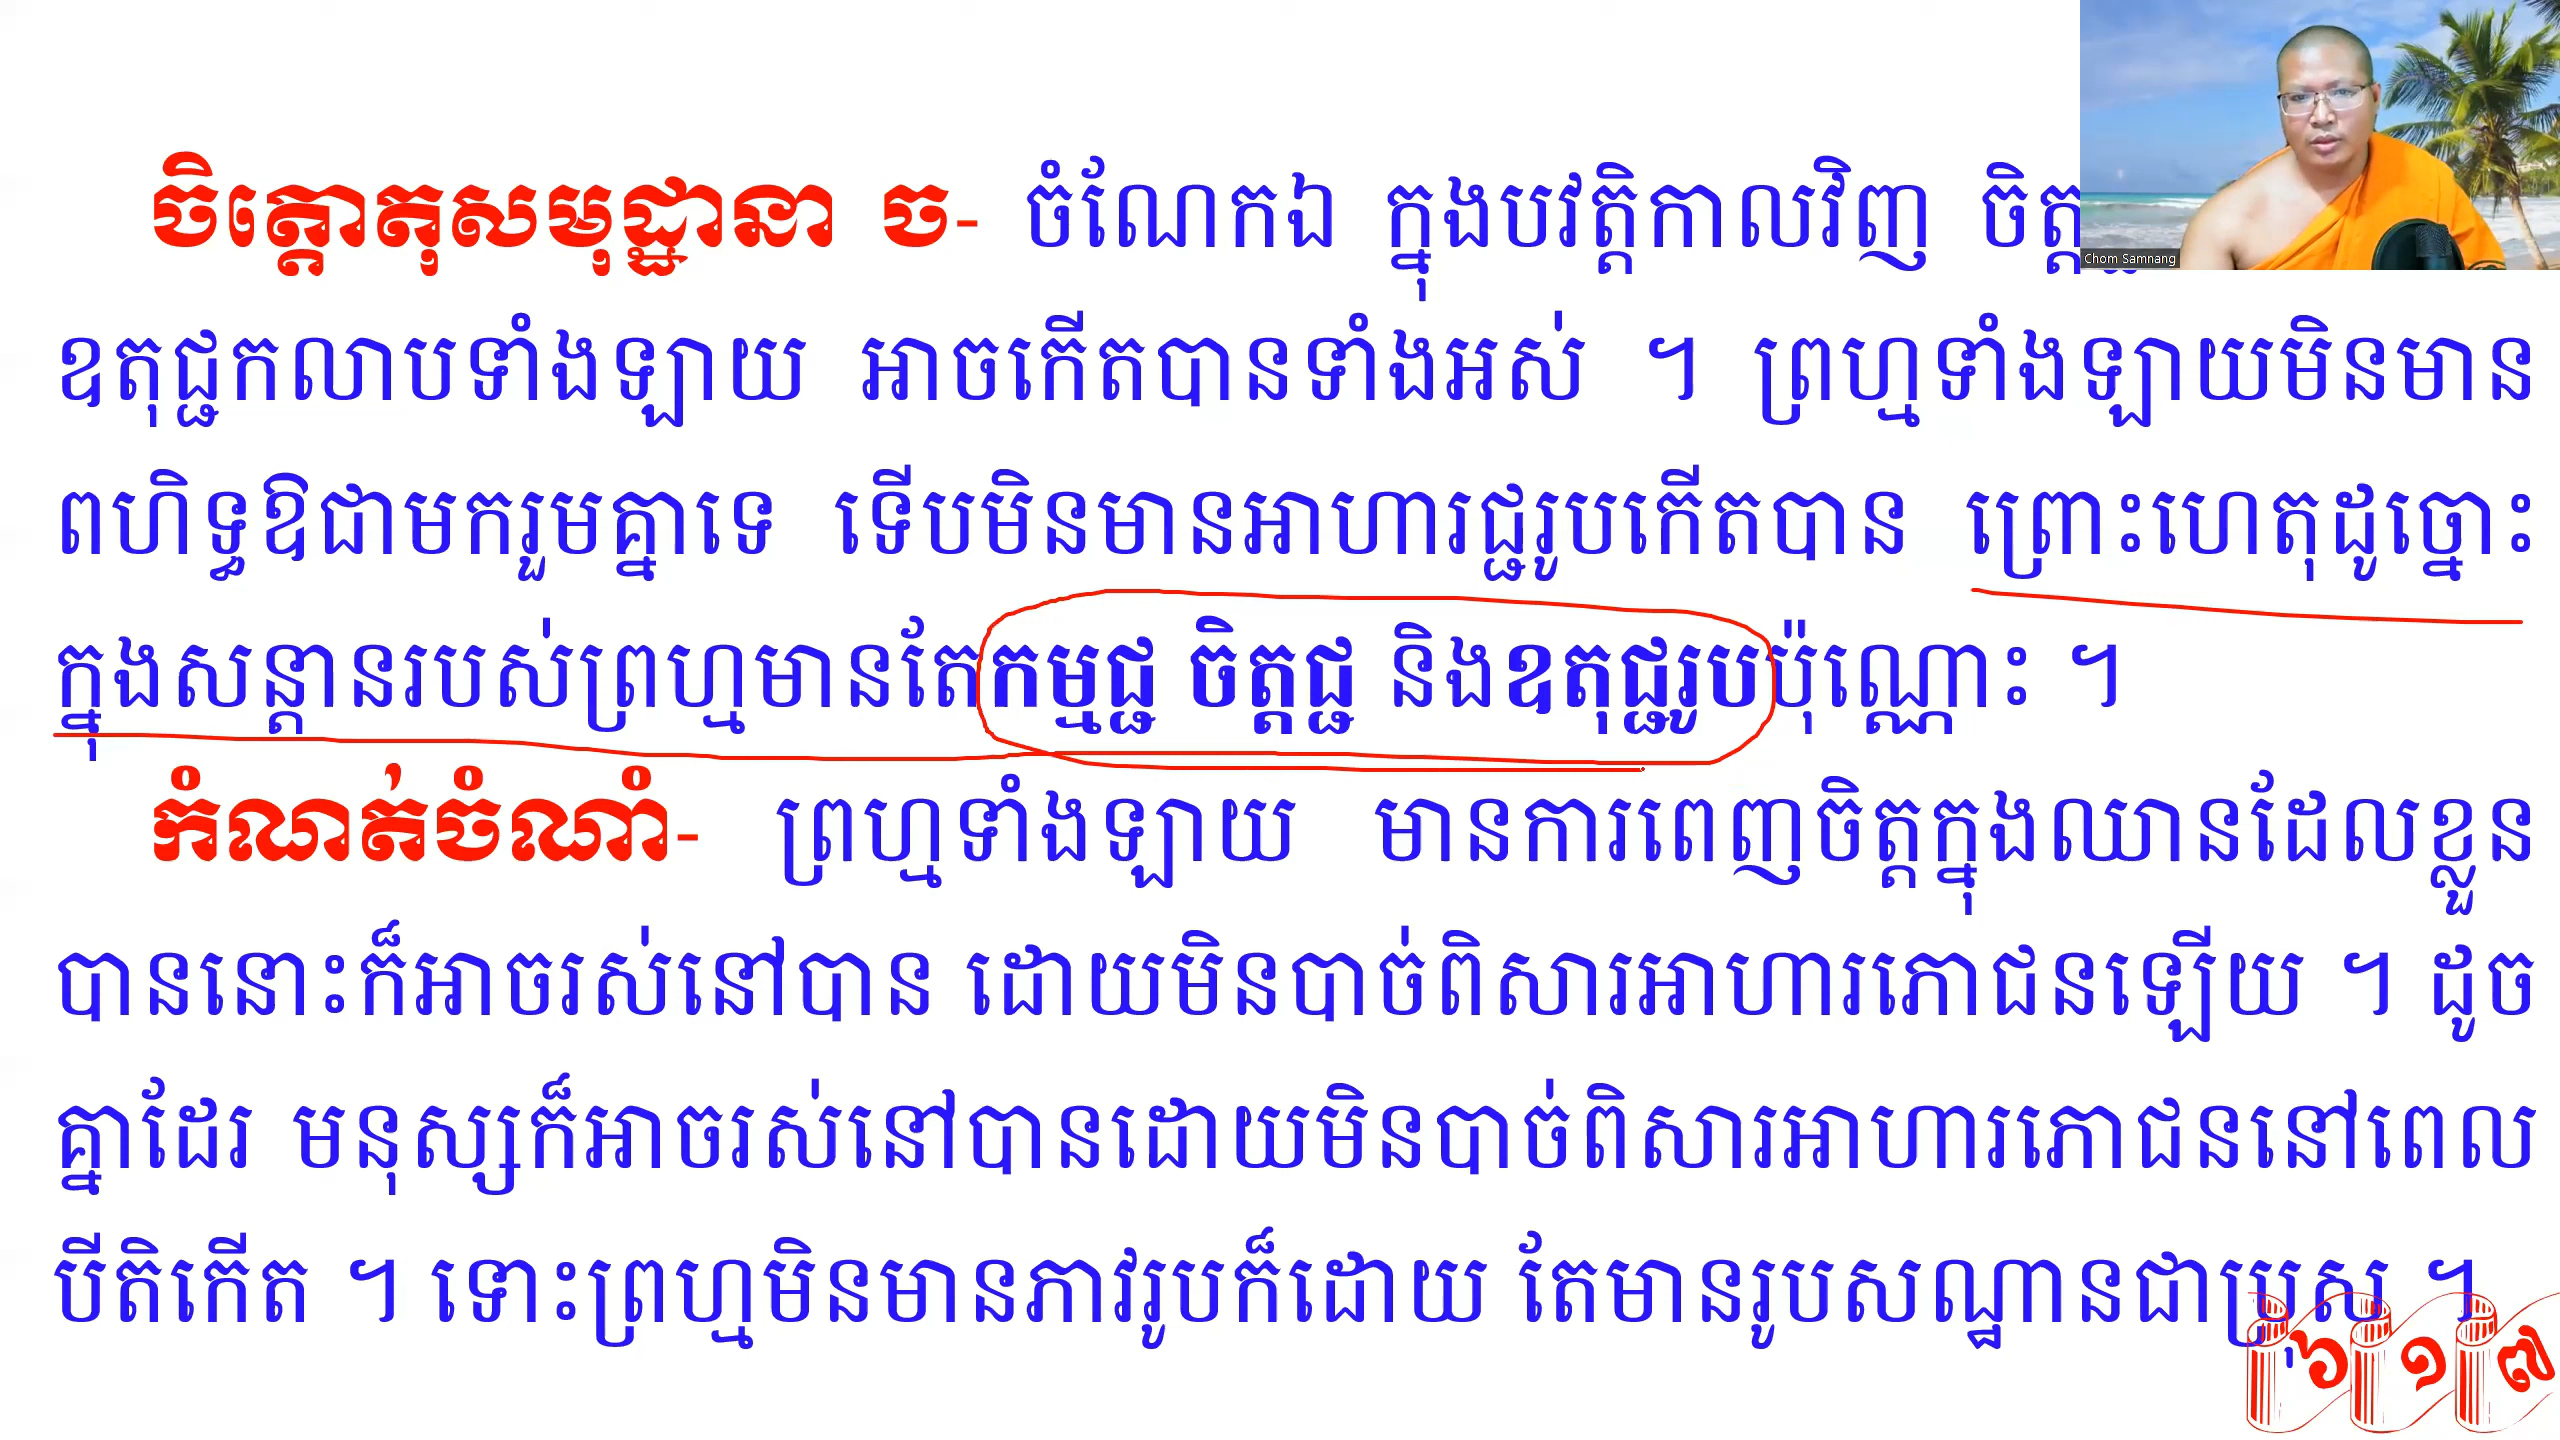 ចិត្តោតុសមុដ្ឋានា ច- ចំណែកឯ ក្នុងបវត្តិកាលវិញ ចិត្ត
Chom Samnang
ឧតុជ្ជកលាបទាំងឡាយ អាចកើតបានទាំងអស់ ។ ព្រហ្មទាំងឡាយមិនមាន
ពហិទ្ធឱជាមករួមគ្នាទេ ទើបមិនមានអាហារជ្ជរូបកើតបាន ព្រោះហេតុដូច្នោះ
ក្នុងសន្តានរបស់ព្រហ្មមានតែកម្មជ្ជ ចិត្តជ្ជ និងឧតុជ្ជរូបប៉ុណ្ណោះ ។
កំណត់ចំណាំ- ព្រហ្មទាំងឡាយ មានការពេញចិត្តក្នុងឈានដែលខ្លួន
បាននោះក៏អាចរស់នៅបាន ដោយមិនបាច់ពិសារអាហារភោជនឡើយ ។ ដូច
គ្នាដែរ មនុស្សក៏អាចរស់នៅបានដោយមិនបាច់ពិសារអាហារភោជននៅពេល
បីតិកើត ។ ទោះព្រហ្មមិនមានភាវរូបក៏ដោយ តែមានរូបសណ្ឋានជាប្រុស ។
៦១៧